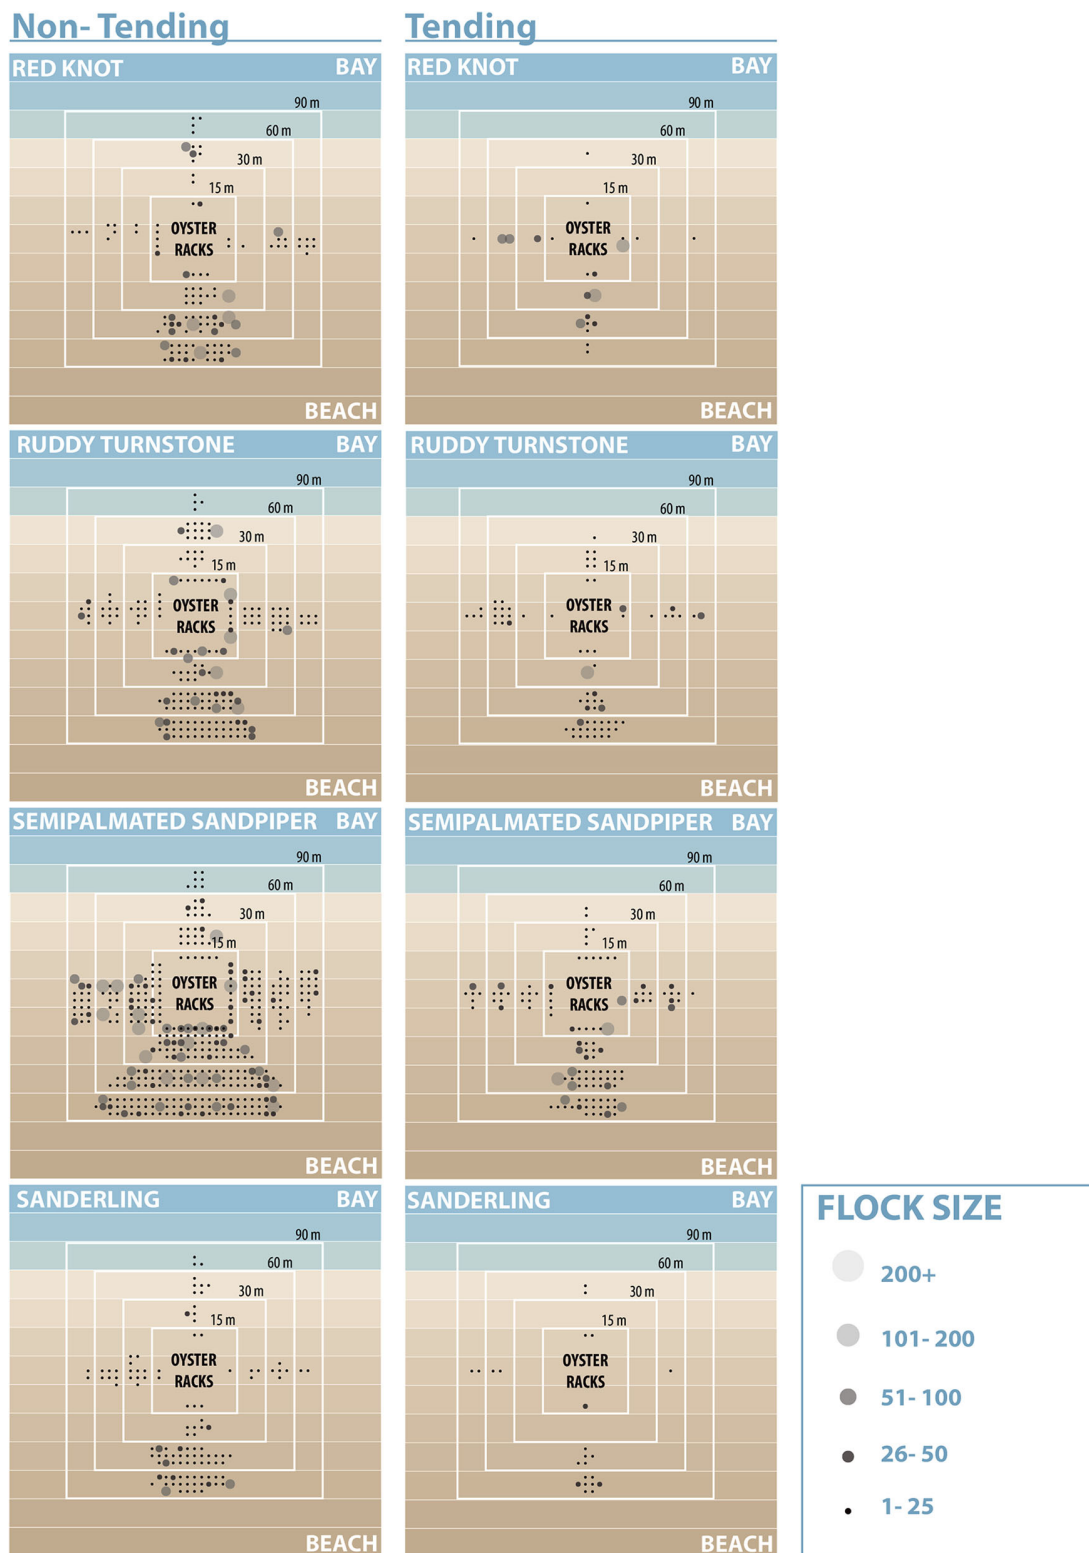 Non- Tending
Tending
RED KNOT BAY
90 m
60 m
30 m
15 m
OYSTER
RACKS
BEACH
RED KNOT BAY
90 m
60 m
30 m
15 m
OYSTER
RACKS
BEACH
RUDDY TURNSTONE BAY
90 m
60 m
30 m
15 m
OYSTER
RACKS
BEACH
RUDDY TURNSTONE BAY
90 m
60 m
30 m
15 m
OYSTER
RACKS
BEACH
SEMIPALMATED SANDPIPER BAY
90 m
60 m
30 m
15 m
OYSTER
RACKS
BEACH
SEMIPALMATED SANDPIPER BAY
90 m
60 m
30 m
15 m
OYSTER
RACKS
BEACH
SANDERLING BAY
90 m
60 m
30 m
15 m
OYSTER
RACKS
BEACH
SANDERLING BAY
90 m
60 m
30 m
15 m
OYSTER
RACKS
BEACH
FLOCK SIZE
200+
101- 200
51- 100
26- 50
1- 25